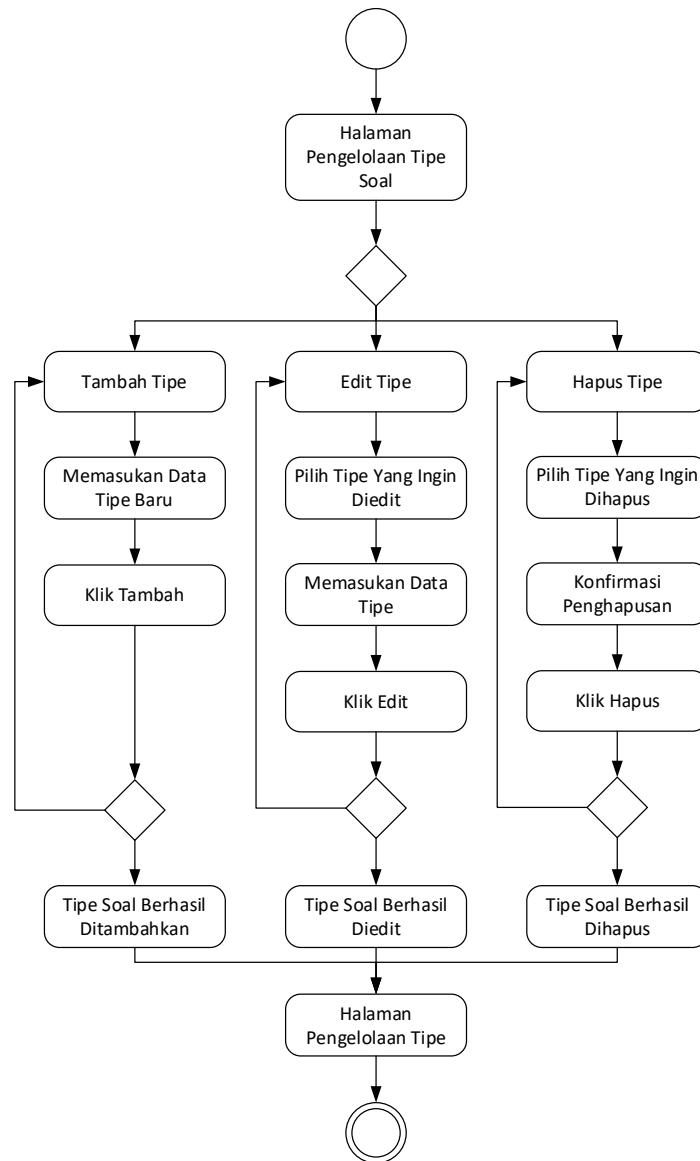 Halaman
Pengelolaan Tipe
Soal
Tambah Tipe
Edit Tipe
Hapus Tipe
Memasukan Data
Tipe Baru
Pilih Tipe Yang Ingin
Diedit
Pilih Tipe Yang Ingin
Dihapus
Klik Tambah
Memasukan Data
Tipe
Konfirmasi
Penghapusan
Klik Edit
Klik Hapus
Tipe Soal Berhasil
Ditambahkan
Tipe Soal Berhasil
Diedit
Tipe Soal Berhasil
Dihapus
Halaman
Pengelolaan Tipe